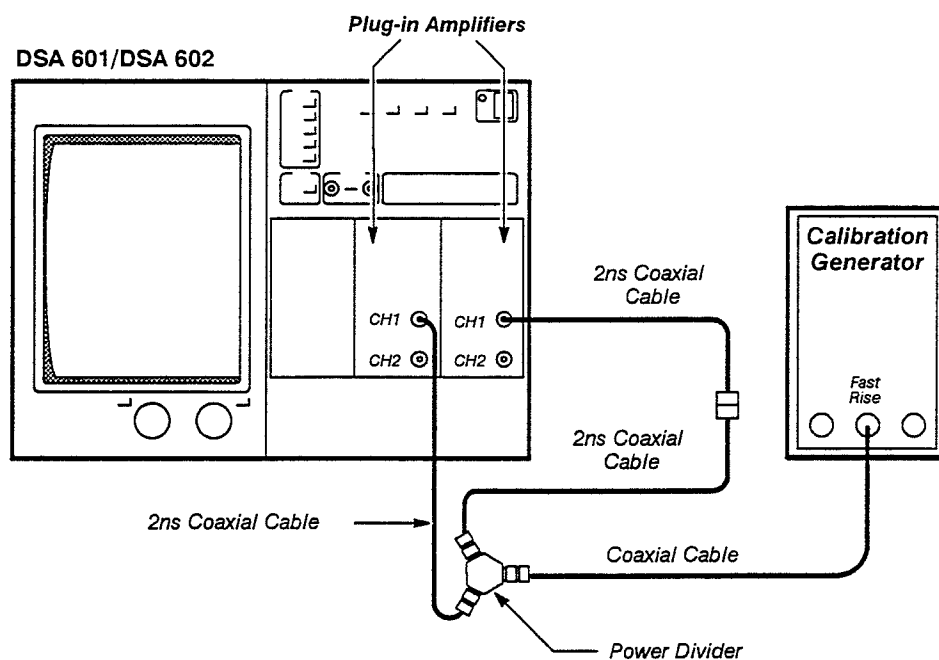 Plug-in Amplifiers
DSA 601/DSA 602
Calibration
Generator
2ns Coaxial
Cable
CH1
CH1
CH2
CH2
Fast
Rise
2ns Coaxial
Cable
2ns Coaxial Cable
Coaxial Cable
Power Divider